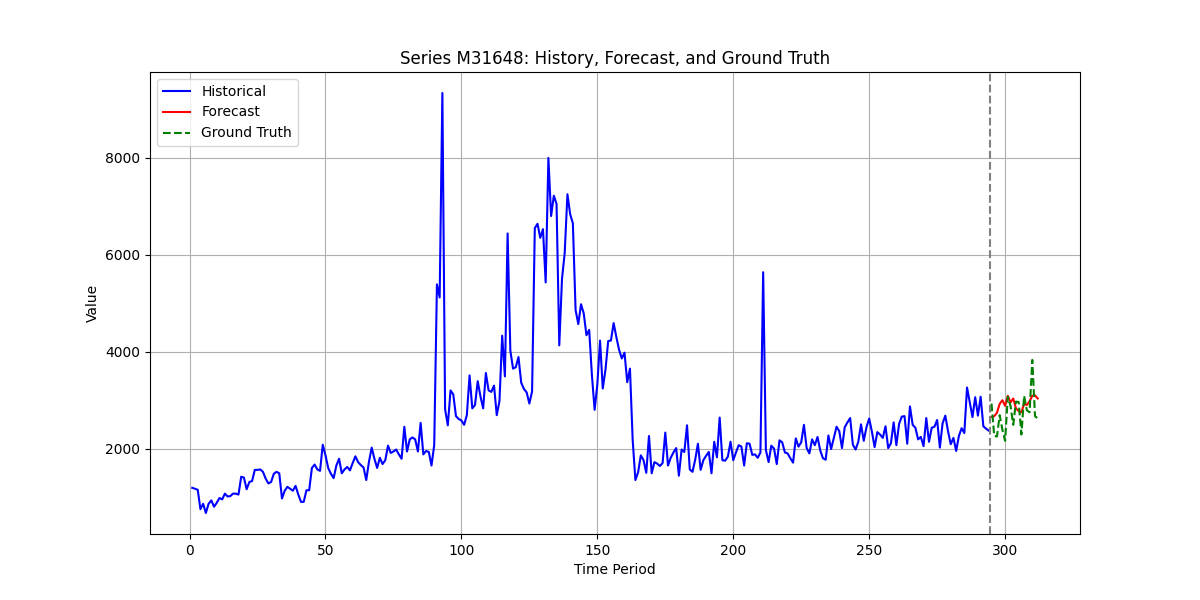 Series M31648: History, Forecast, and Ground Truth
Historical
Forecast
Ground Truth
Value
8000
6000
4000
2000
0 50 100 150 200 250 300
Time Period